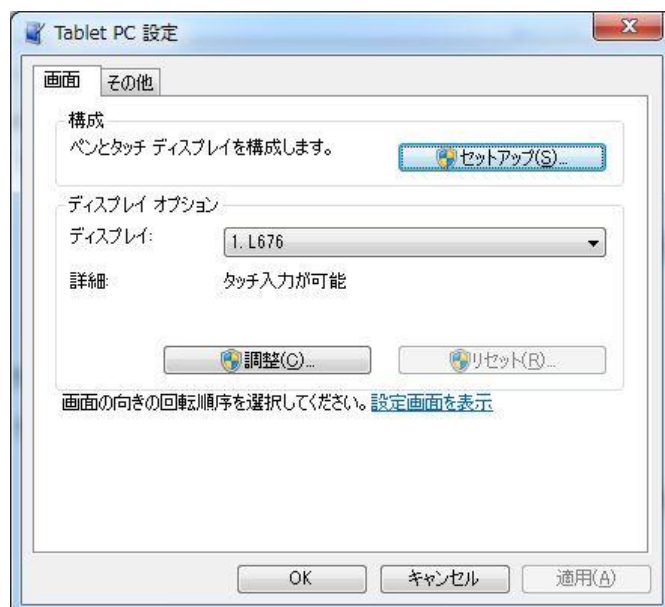 Tablet PC 設定
画面 その他
構成
ペンとタッチ ディスプレイを構成します。 セットアップ(S)...
ディスプレイ オプション
ディスプレイ: 1. L676
詳細: タッチ入力が可能
調整(C)... リセット(R)...
画面の向きの回転順序を選択してください。設定画面を表示
OK キャンセル 適用(A)